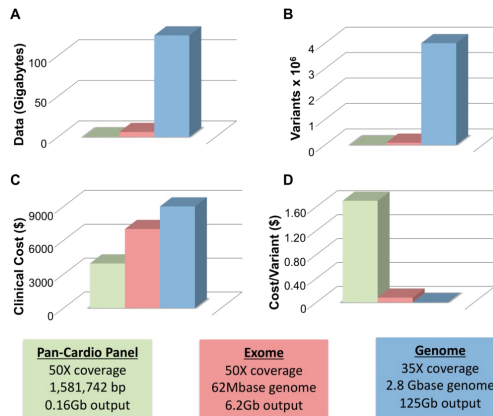 A
Data (Gigabytes)
100
50
0
B
Variants x 10⁶
4
3
2
1
0
C
Clinical Cost ($)
9000
6000
3000
0
D
Cost/Variant ($)
1.60
1.20
0.80
0.40
0
Pan-Cardio Panel
50X coverage
1,581,742 bp
0.16Gb output
Exome
50X coverage
62Mbase genome
6.2Gb output
Genome
35X coverage
2.8 Gbase genome
125Gb output